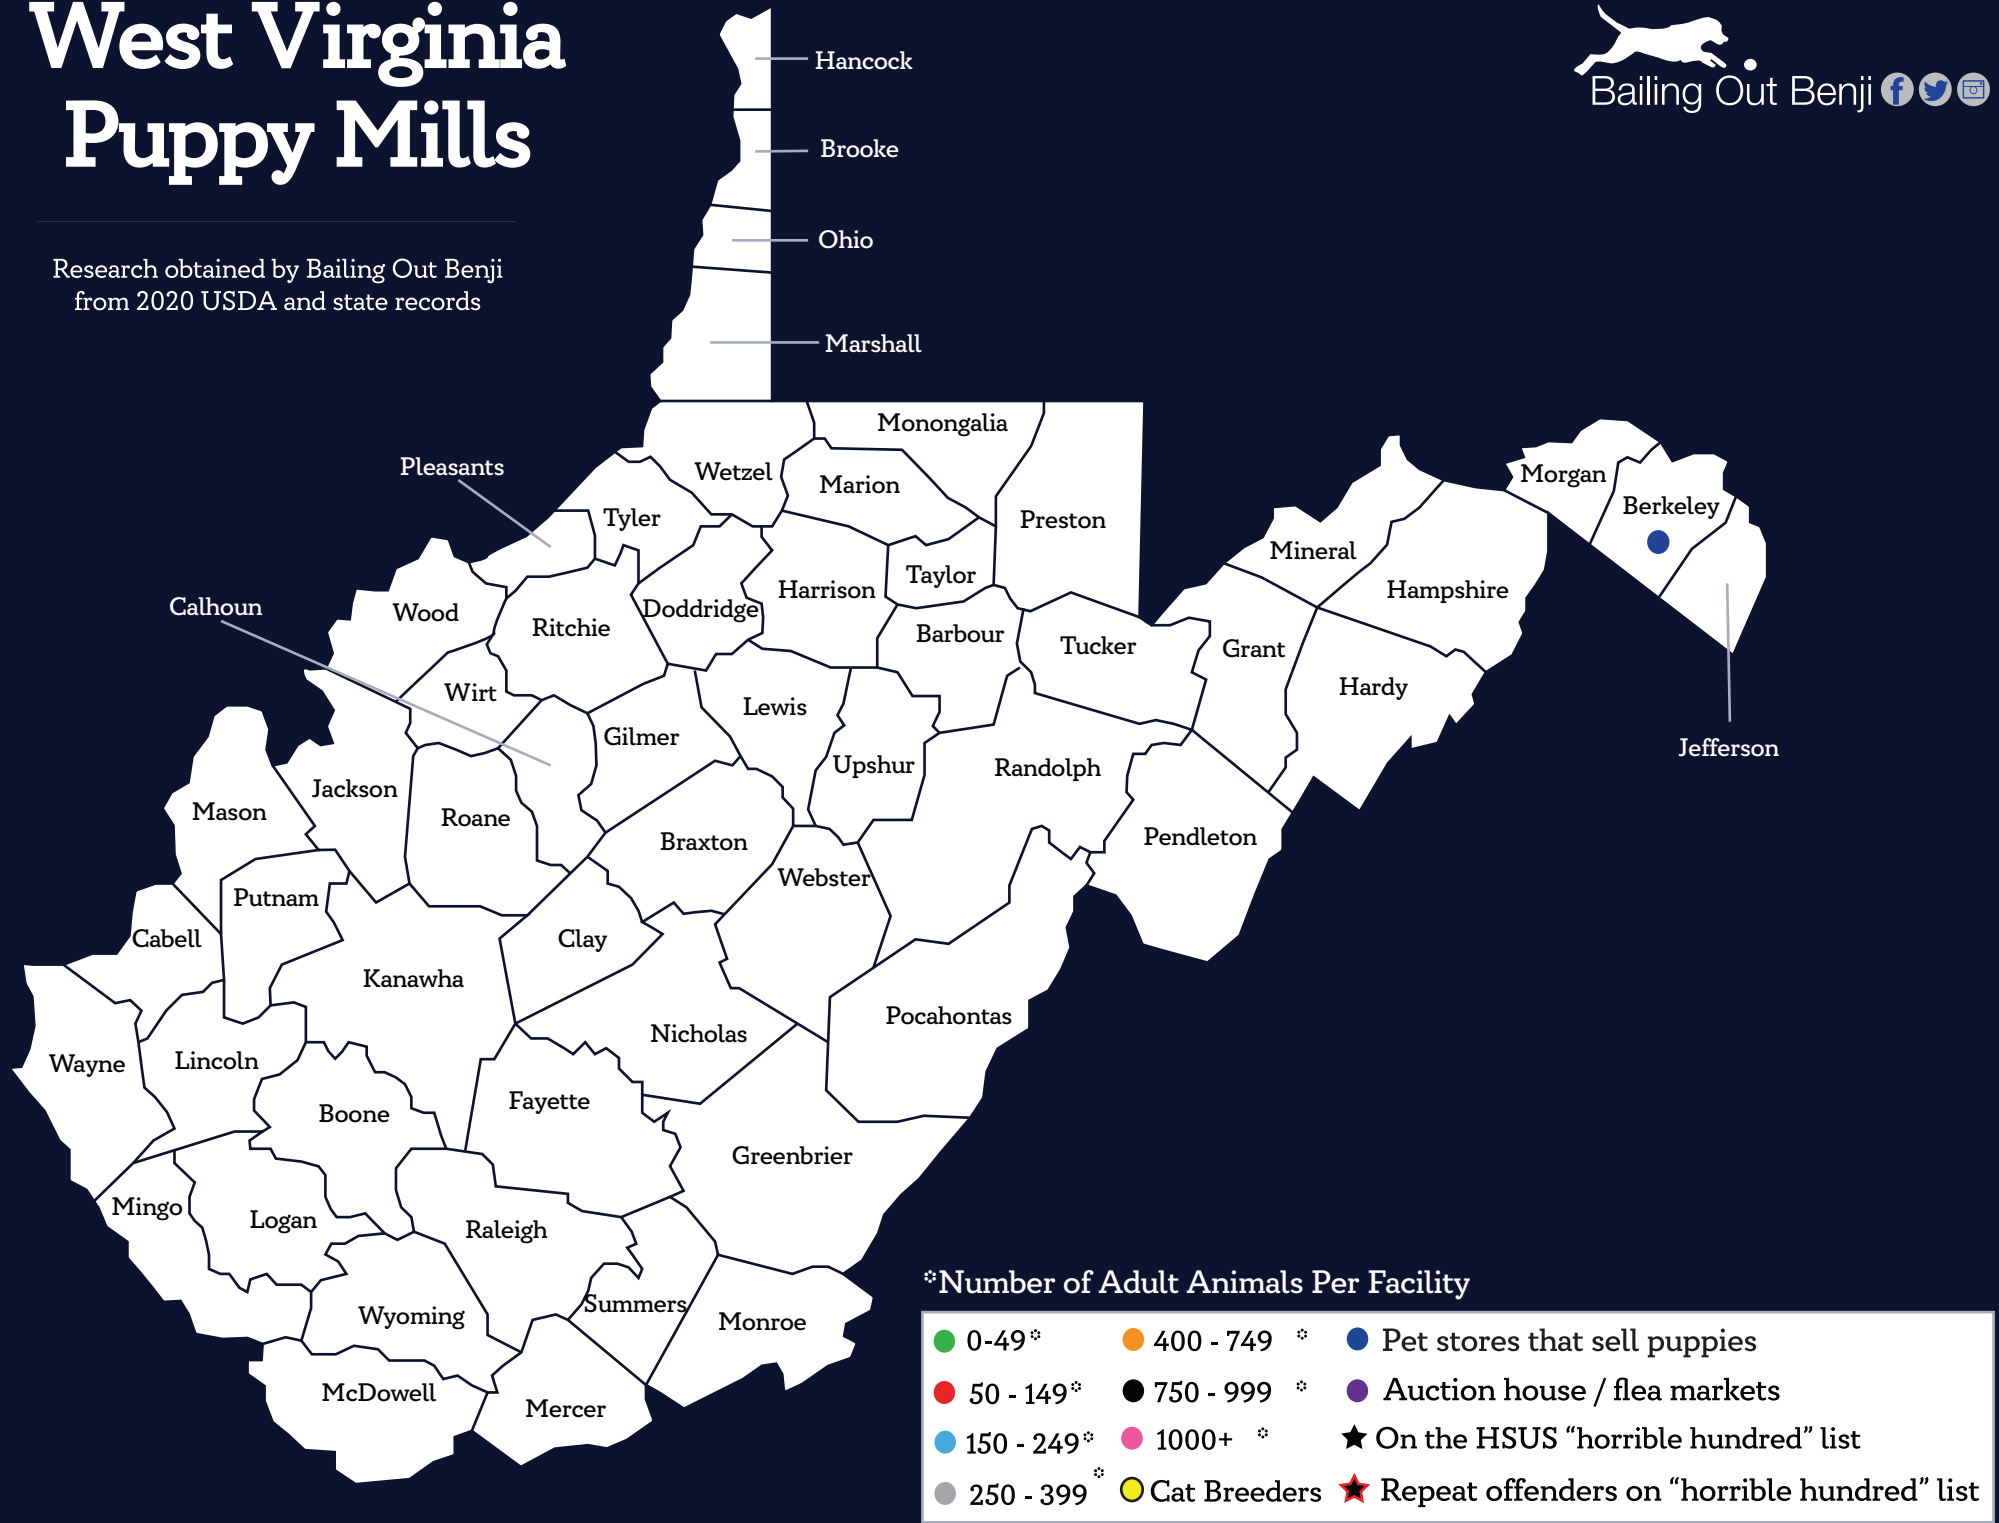 West Virginia
Puppy Mills
Research obtained by Bailing Out Benji
from 2020 USDA and state records
Bailing Out Benji
Hancock
Brooke
Ohio
Marshall
Monongalia
Pleasants
Wetzel
Marion
Morgan
Berkeley
Tyler
Preston
Mineral
Taylor
Harrison
Hampshire
Calhoun
Wood
Doddridge
Ritchie
Barbour
Tucker
Grant
Wirt
Hardy
Lewis
Gilmer
Jefferson
Upshur
Randolph
Jackson
Mason
Roane
Braxton
Pendleton
Webster
Putnam
Cabell
Clay
Kanawha
Pocahontas
Nicholas
Wayne
Lincoln
Fayette
Boone
Greenbrier
Mingo
Logan
Raleigh
Summers
Wyoming
Monroe
McDowell
Mercer
*Number of Adult Animals Per Facility
0-49*
400 - 749 *
Pet stores that sell puppies
50 - 149*
750 - 999 *
Auction house / flea markets
150 - 249*
1000+ *
On the HSUS “horrible hundred” list
250 - 399 *
Cat Breeders
Repeat offenders on “horrible hundred” list